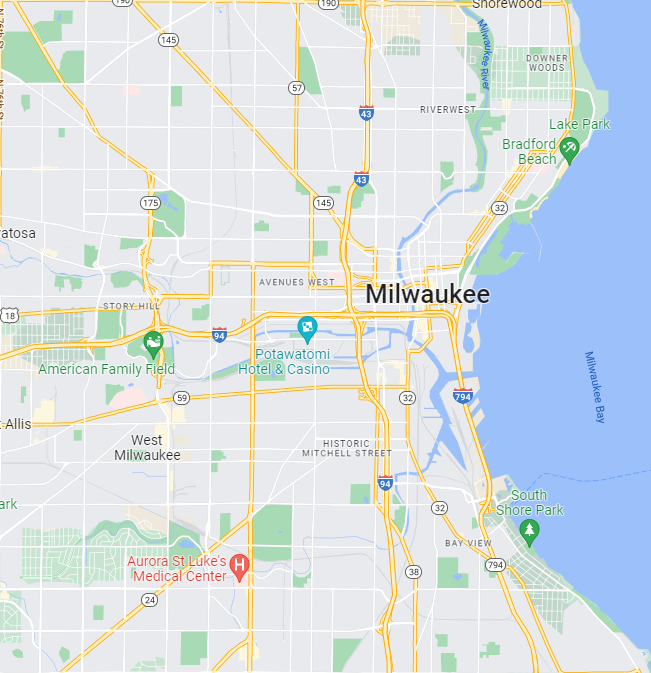 190
190
Shorewood
145
Milwaukee River
DOWNER
WOODS
57
RIVERWEST
43
Lake Park
Bradford
Beach
43
175
145
32
atosa
AVENUES WEST
Milwaukee
STORY HILL
18
94
Potawatomi
Hotel & Casino
American Family Field
Milwaukee Bay
59
32
794
t Allis
West
Milwaukee
HISTORIC
MITCHELL STREET
94
South
Shore Park
ark
32
BAY VIEW
794
Aurora St Luke's
Medical Center
H
38
24